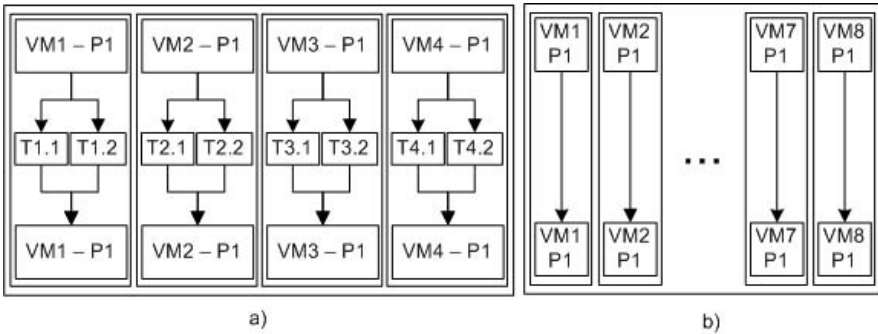 VM1 – P1
VM2 – P1
VM3 – P1
VM4 – P1
T1.1
T1.2
T2.1
T2.2
T3.1
T3.2
T4.1
T4.2
VM1 – P1
VM2 – P1
VM3 – P1
VM4 – P1
a)
VM1
P1
VM2
P1
VM7
P1
VM8
P1
...
VM1
P1
VM2
P1
VM7
P1
VM8
P1
b)